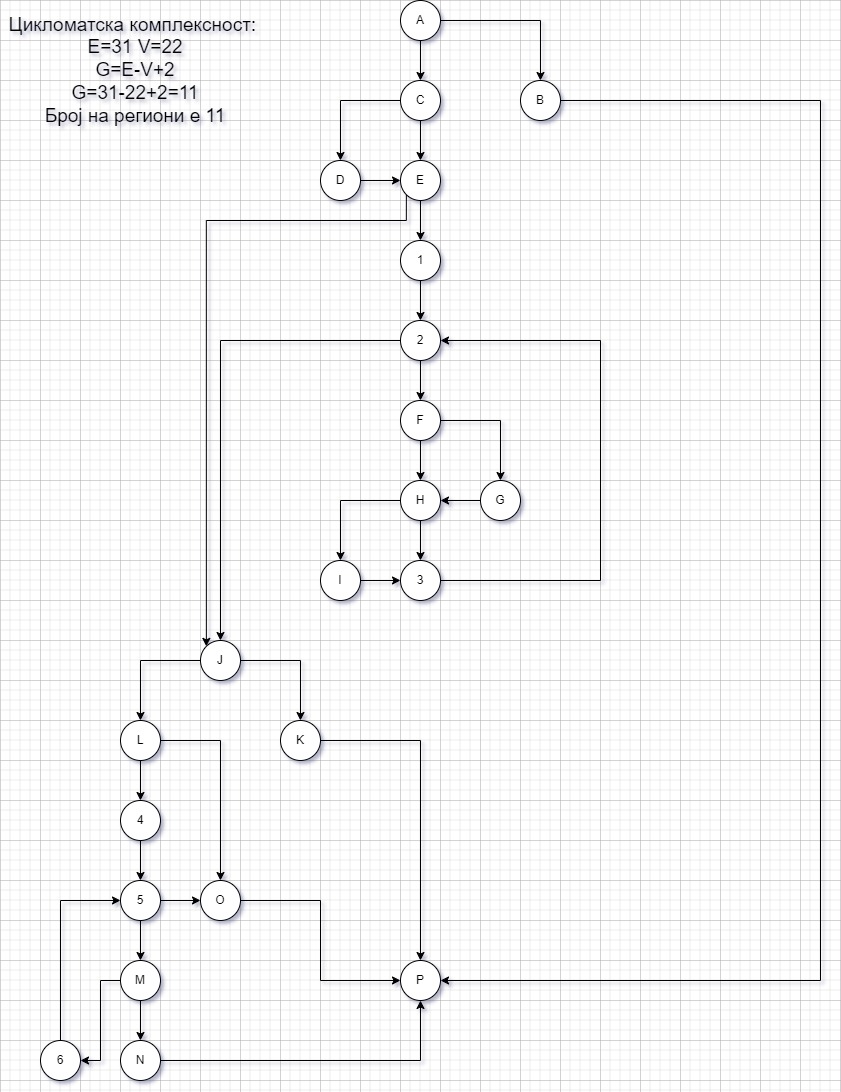 Цикломатска комплексност:
E=31 V=22
G=E-V+2
G=31-22+2=11
Број на региони е 11
A
C
B
D
E
1
2
F
H
G
I
3
J
L
K
4
5
O
M
P
6
N